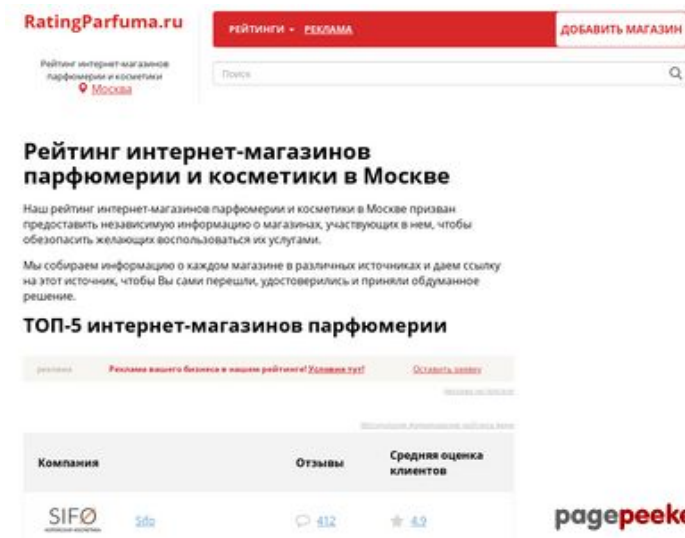 RatingParfuma.ru
РЕЙТИНГИ РЕКЛАМА
ДОБАВИТЬ МАГАЗИН
Рейтинг интернет-магазинов
парфюмерии и косметики
Москва
Поиск
Рейтинг интернет-магазинов
парфюмерии и косметики в Москве
Наш рейтинг интернет-магазинов парфюмерии и косметики в Москве призван
предоставить независимую информацию о магазинах, участвующих в нем, чтобы
обезопасить желающих воспользоваться их услугами.
Мы собираем информацию о каждом магазине в различных источниках и даем ссылку
на этот источник, чтобы Вы сами перешли, удостоверились и приняли обдуманное
решение.
ТОП-5 интернет-магазинов парфюмерии
реклама Реклама вашего бизнеса в нашем рейтинге! Условия тут! Оставить заявку
Компания Отзывы Средняя оценка
клиентов
SIFO
Sifo 412 4.9
pagepeeke